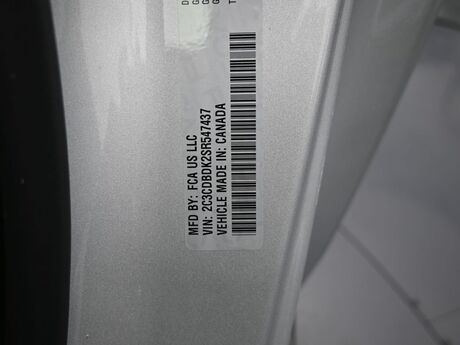 MFD BY: FCA US LLC
VIN: 2C3CDBDK2SR547437
VEHICLE MADE IN: CANADA